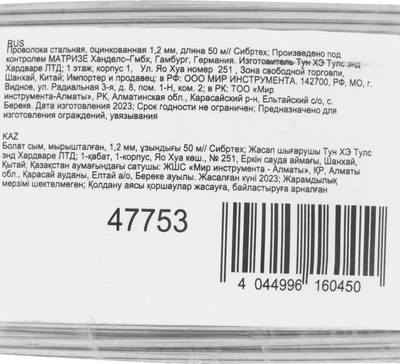 RUS
Проволока стальная, оцинкованная 1,2 мм, длина 50 м// Сибртех; Произведено под
контролем МАТРИЗЕ Ханделс–Гмбх, Гамбург, Германия. Изготовитель Тун ХЭ Тулс энд
Хардваре ЛТД; 1 этаж, корпус 1, Ул. Яо Хуа номер 251 , Зона свободной торговли,
Шанхай, Китай; Импортер и продавец: в РФ: ООО МИР ИНСТРУМЕНТА. 142700, РФ, МО, г.
Видное, ул. Радиальная 3-я, д. 8, пом. 1-Н, ком. 2; в РК: ТОО «Мир
инструмента-Алматы», РК, Алматинская обл., Карасайский р-н, Ельтайский с/о, с.
Береке. Дата изготовления 2023; Срок годности не ограничен; Предназначено для
изготовления ограждений, увязывания
KAZ
Болат сым, мырышталған, 1,2 мм, ұзындығы 50 м// Сибртех; Жасап шығарушы Тун ХЭ Тулс
энд Хардваре ЛТД; 1-қабат, 1-корпус, Яо Хуа көш., № 251, Еркін сауда аймағы, Шанхай,
Қытай; Қазақстан аумағындағы сатушы: ЖШС «Мир инструмента - Алматы», ҚР, Алматы
обл., Қарасай ауданы, Елтай а/о, Береке ауылы. Жасалған күні 2023; Жарамдылық
мерзімі шектелмеген; Қолдану аясы қоршаулар жасауға, байластыруға арналған
47753
4 044996 160450